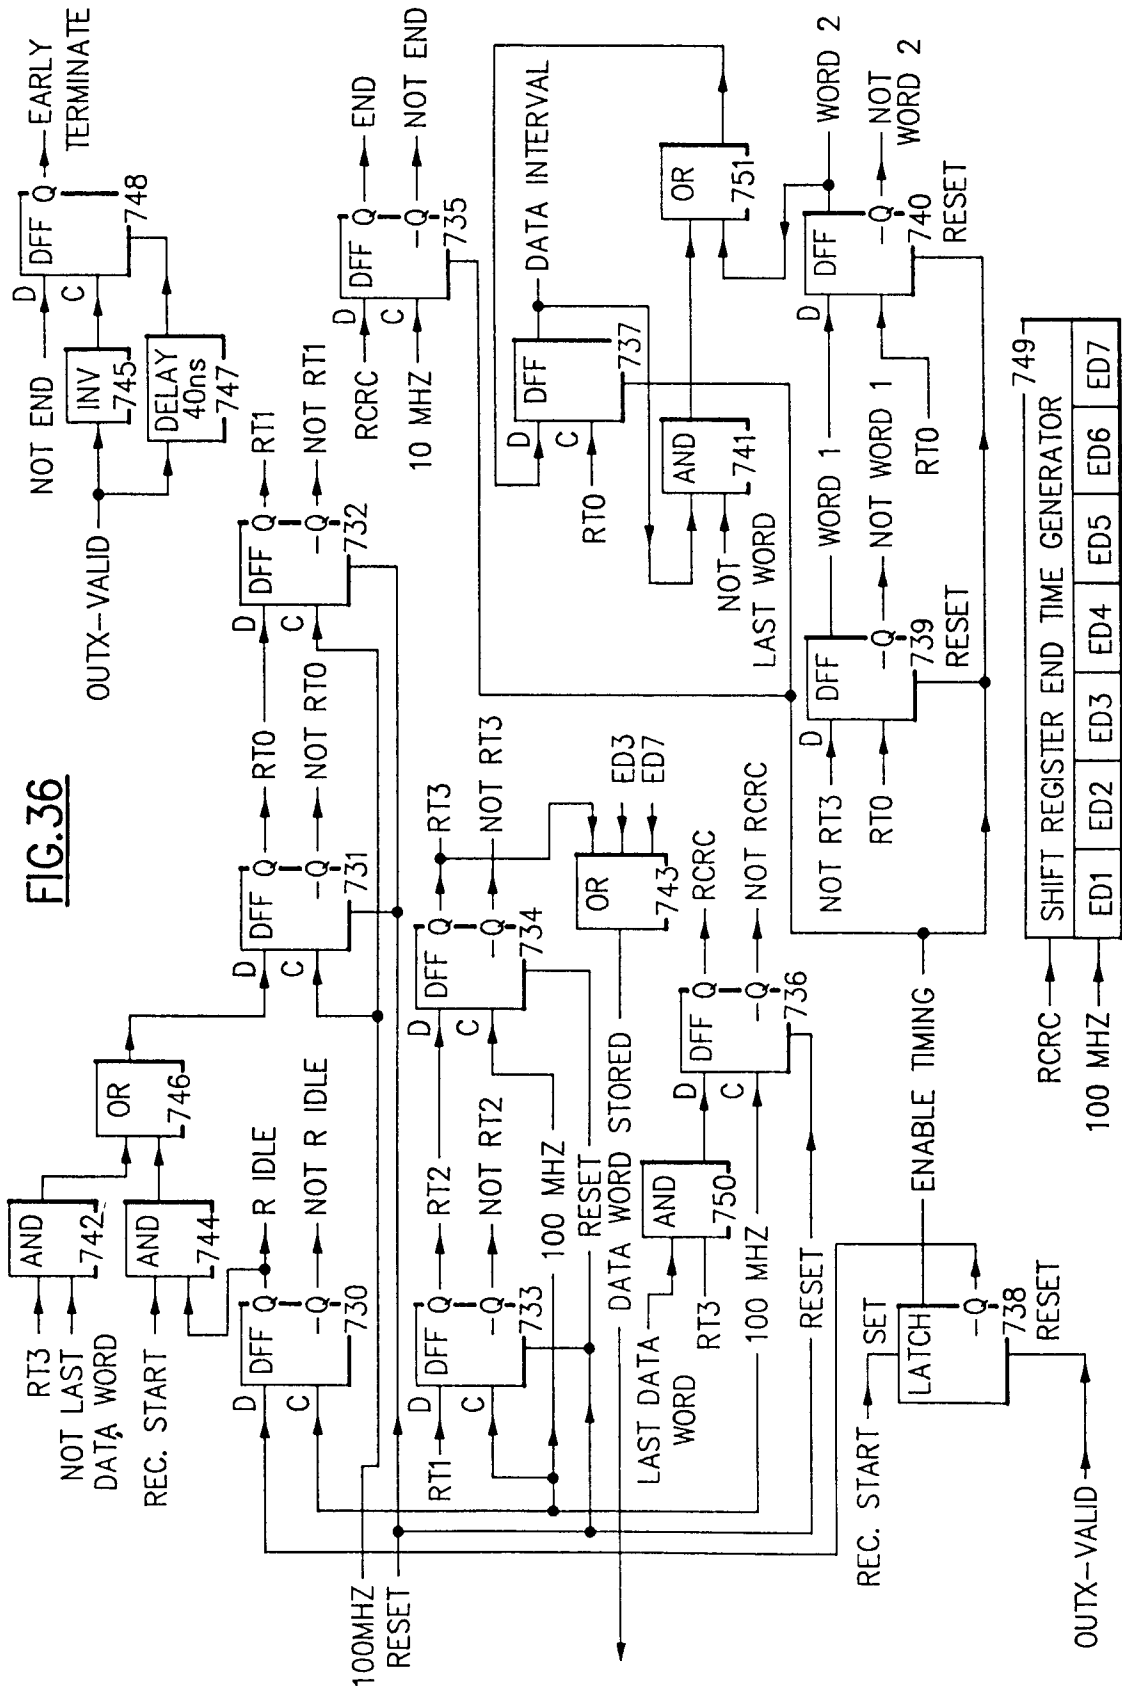 FIG.36
RT3
NOT LAST
DATA WORD
AND
742
REC. START
AND
744
OR
746
D
C
DFF
Q
-Q
730
R IDLE
NOT R IDLE
100MHZ
RESET
D
C
DFF
Q
-Q
731
RTO
NOT RTO
D
C
DFF
Q
-Q
732
RT1
NOT RT1
OUTX-VALID
NOT END
INV
745
DELAY
40ns
747
D
C
DFF
Q
748
EARLY
TERMINATE
RT1
D
C
DFF
Q
-Q
733
RT2
NOT RT2
100 MHZ
RESET
D
C
DFF
Q
-Q
734
RT3
NOT RT3
OR
743
ED3
ED7
DATA WORD STORED
RCRC
10 MHZ
D
C
DFF
Q
-Q
735
END
NOT END
LAST DATA
WORD
RT3
AND
750
100 MHZ
RESET
D
C
DFF
Q
-Q
736
RCRC
NOT RCRC
RTO
D
C
DFF
737
DATA INTERVAL
NOT
LAST WORD
AND
741
OR
751
REC. START
SET
LATCH
-Q
738
RESET
OUTX-VALID
ENABLE TIMING
NOT RT3
RTO
D
DFF
-Q
739
RESET
WORD 1
NOT WORD 1
RTO
D
DFF
-Q
740
RESET
WORD 2
NOT
WORD 2
RCRC
100 MHZ
SHIFT REGISTER END TIME GENERATOR
749
ED1 ED2 ED3 ED4 ED5 ED6 ED7